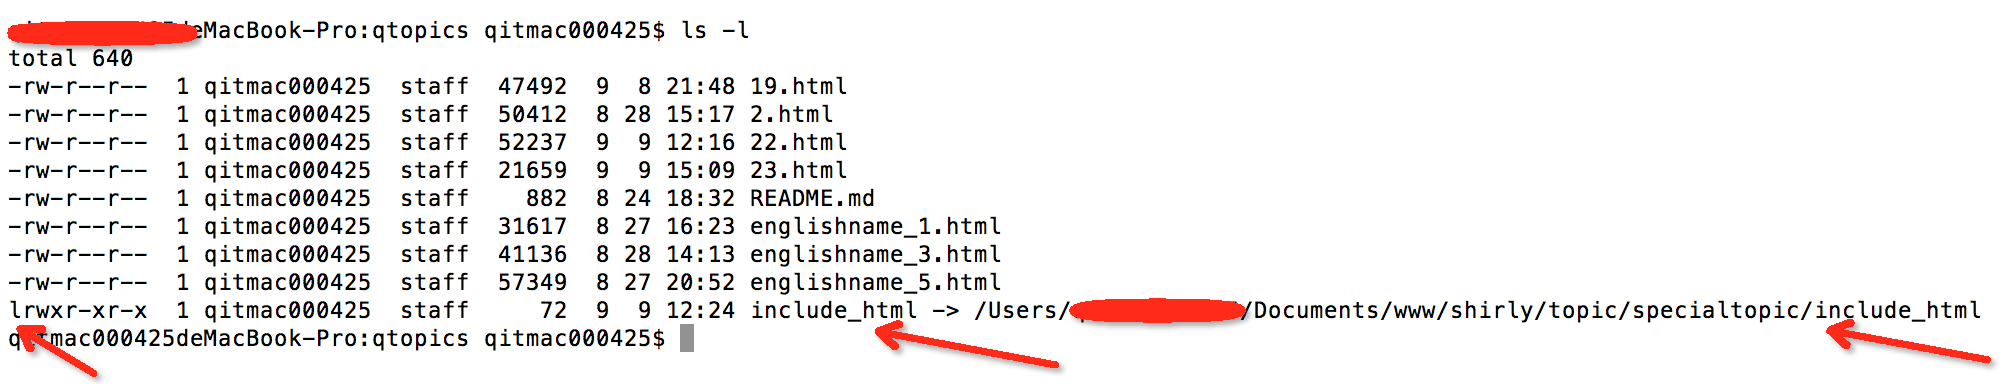 deMacBook-Pro:qtopics qitmac000425$ ls -l
total 640
-rw-r--r--  1 qitmac000425  staff  47492  9  8 21:48 19.html
-rw-r--r--  1 qitmac000425  staff  50412  8 28 15:17 2.html
-rw-r--r--  1 qitmac000425  staff  52237  9  9 12:16 22.html
-rw-r--r--  1 qitmac000425  staff  21659  9  9 15:09 23.html
-rw-r--r--  1 qitmac000425  staff    882  8 24 18:32 README.md
-rw-r--r--  1 qitmac000425  staff  31617  8 27 16:23 englishname_1.html
-rw-r--r--  1 qitmac000425  staff  41136  8 28 14:13 englishname_3.html
-rw-r--r--  1 qitmac000425  staff  57349  8 27 20:52 englishname_5.html
lrwxr-xr-x  1 qitmac000425  staff     72  9  9 12:24 include_html -> /Users/ /Documents/www/shirly/topic/specialtopic/include_html
qitmac000425deMacBook-Pro:qtopics qitmac000425$